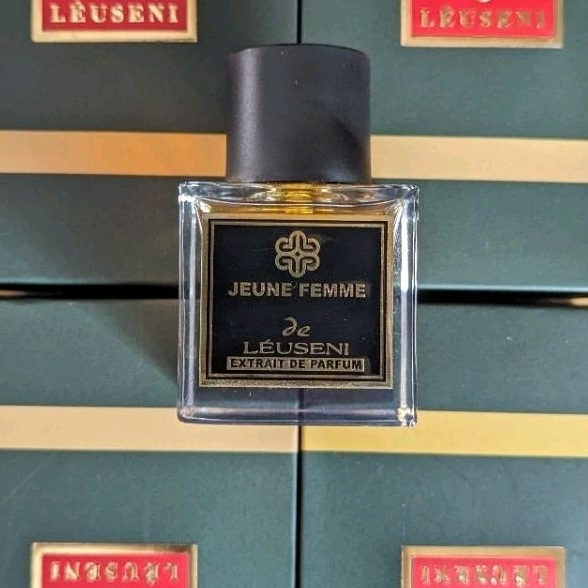 LÉUSENI
LÉUSENI
JEUNE FEMME
de
LÉUSENI
EXTRAIT DE PARFUM
LÉUSENI
LÉUSENI